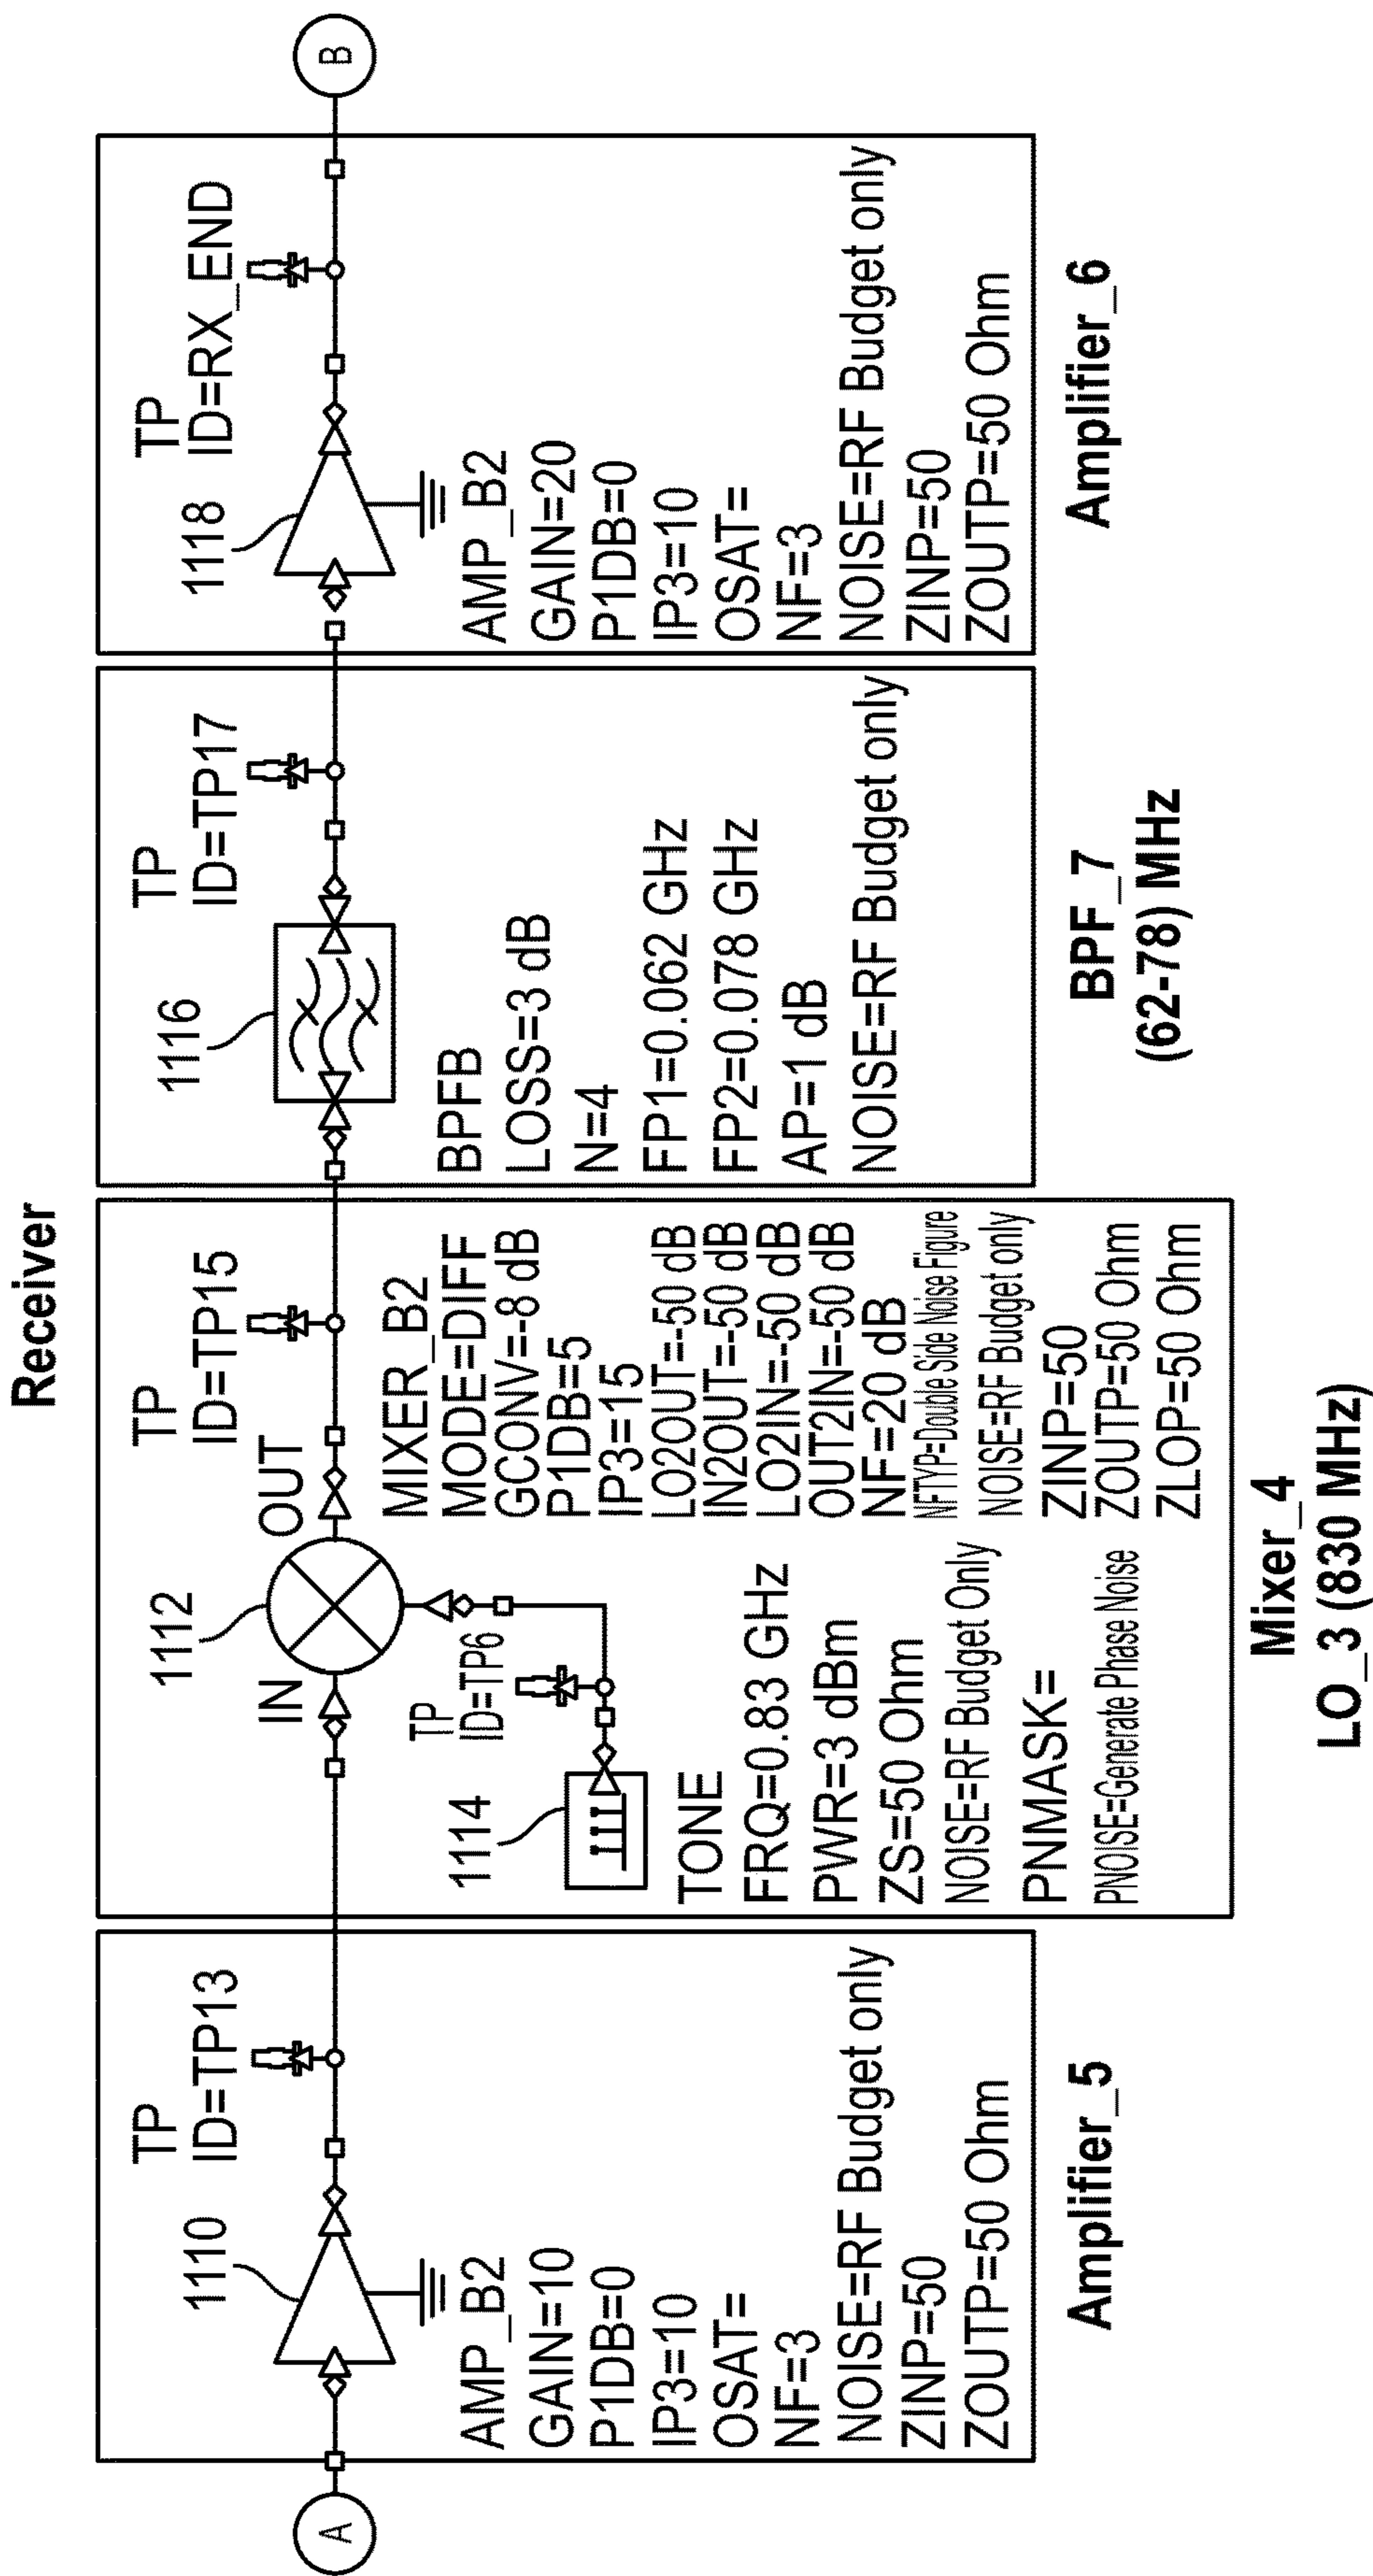 Receiver
A
1110
TP
ID=TP13
AMP_B2
GAIN=10
P1DB=0
IP3=10
OSAT=
NF=3
NOISE=RF Budget only
ZINP=50
ZOUTP=50 Ohm
Amplifier_5
1112
IN
OUT
TP
ID=TP15
TP
ID=TP6
1114
TONE
FRQ=0.83 GHz
PWR=3 dBm
ZS=50 Ohm
NOISE=RF Budget Only
PNMASK=
PNOISE=Generate Phase Noise
MIXER_B2
MODE=DIFF
GCONV=-8 dB
P1DB=5
IP3=15
LO2OUT=-50 dB
IN2OUT=-50 dB
LO2IN=-50 dB
OUT2IN=-50 dB
NF=20 dB
NFTYP=Double Side Noise Figure
NOISE=RF Budget only
ZINP=50
ZOUTP=50 Ohm
ZLOP=50 Ohm
Mixer_4
LO_3 (830 MHz)
1116
TP
ID=TP17
BPFB
LOSS=3 dB
N=4
FP1=0.062 GHz
FP2=0.078 GHz
AP=1 dB
NOISE=RF Budget only
BPF_7
(62-78) MHz
1118
TP
ID=RX_END
AMP_B2
GAIN=20
P1DB=0
IP3=10
OSAT=
NF=3
NOISE=RF Budget only
ZINP=50
ZOUTP=50 Ohm
Amplifier_6
B